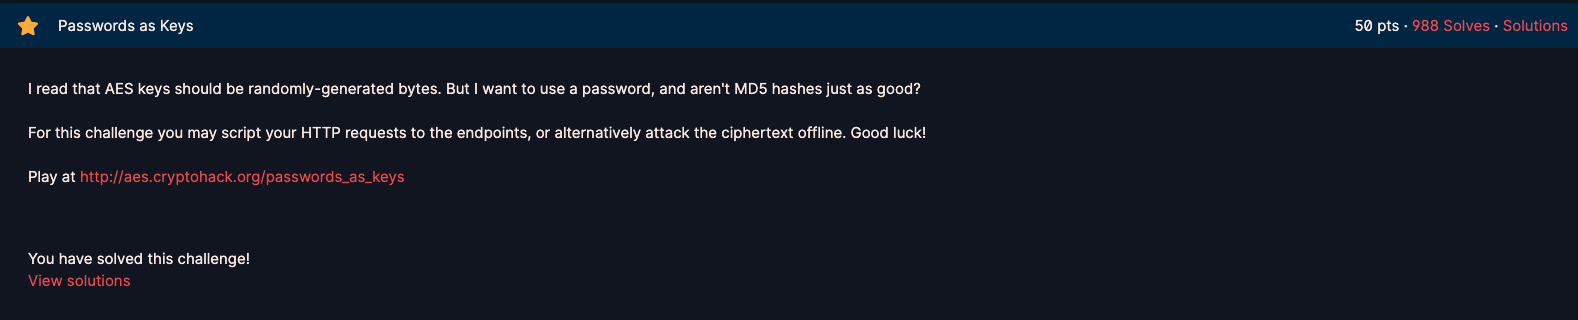 Passwords as Keys 50 pts · 988 Solves · Solutions
I read that AES keys should be randomly-generated bytes. But I want to use a password, and aren't MD5 hashes just as good?
For this challenge you may script your HTTP requests to the endpoints, or alternatively attack the ciphertext offline. Good luck!
Play at http://aes.cryptohack.org/passwords_as_keys
You have solved this challenge!
View solutions